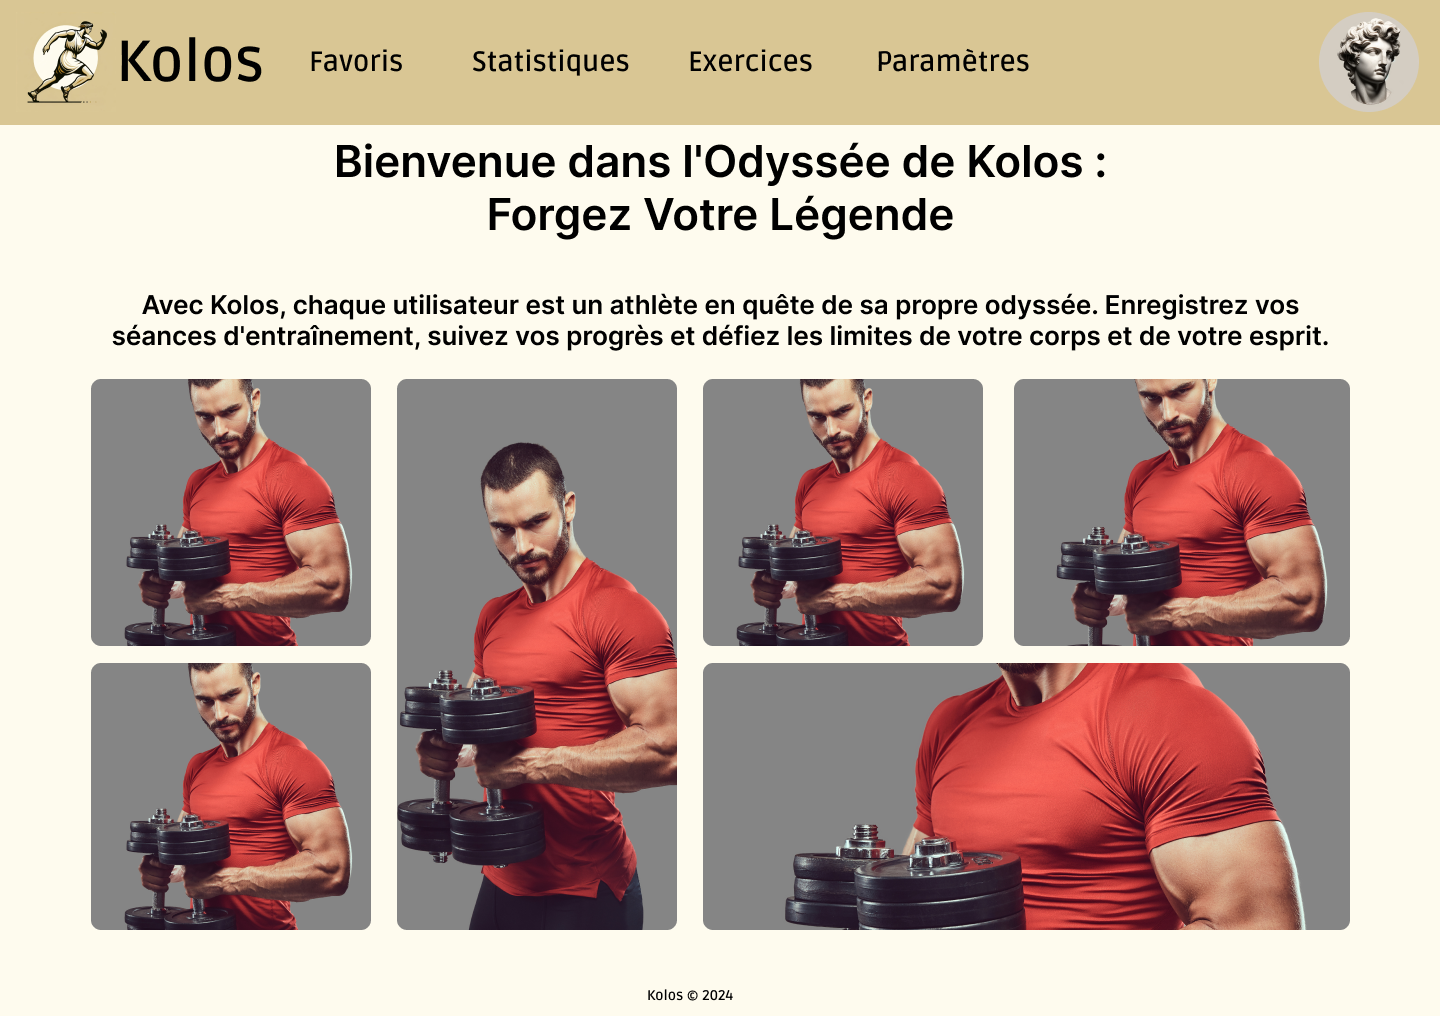 Kolos
Favoris
Statistiques
Exercices
Paramètres
Bienvenue dans l'Odyssée de Kolos :
Forgez Votre Légende
Avec Kolos, chaque utilisateur est un athlète en quête de sa propre odyssée. Enregistrez vos
séances d'entraînement, suivez vos progrès et défiez les limites de votre corps et de votre esprit.
Kolos © 2024